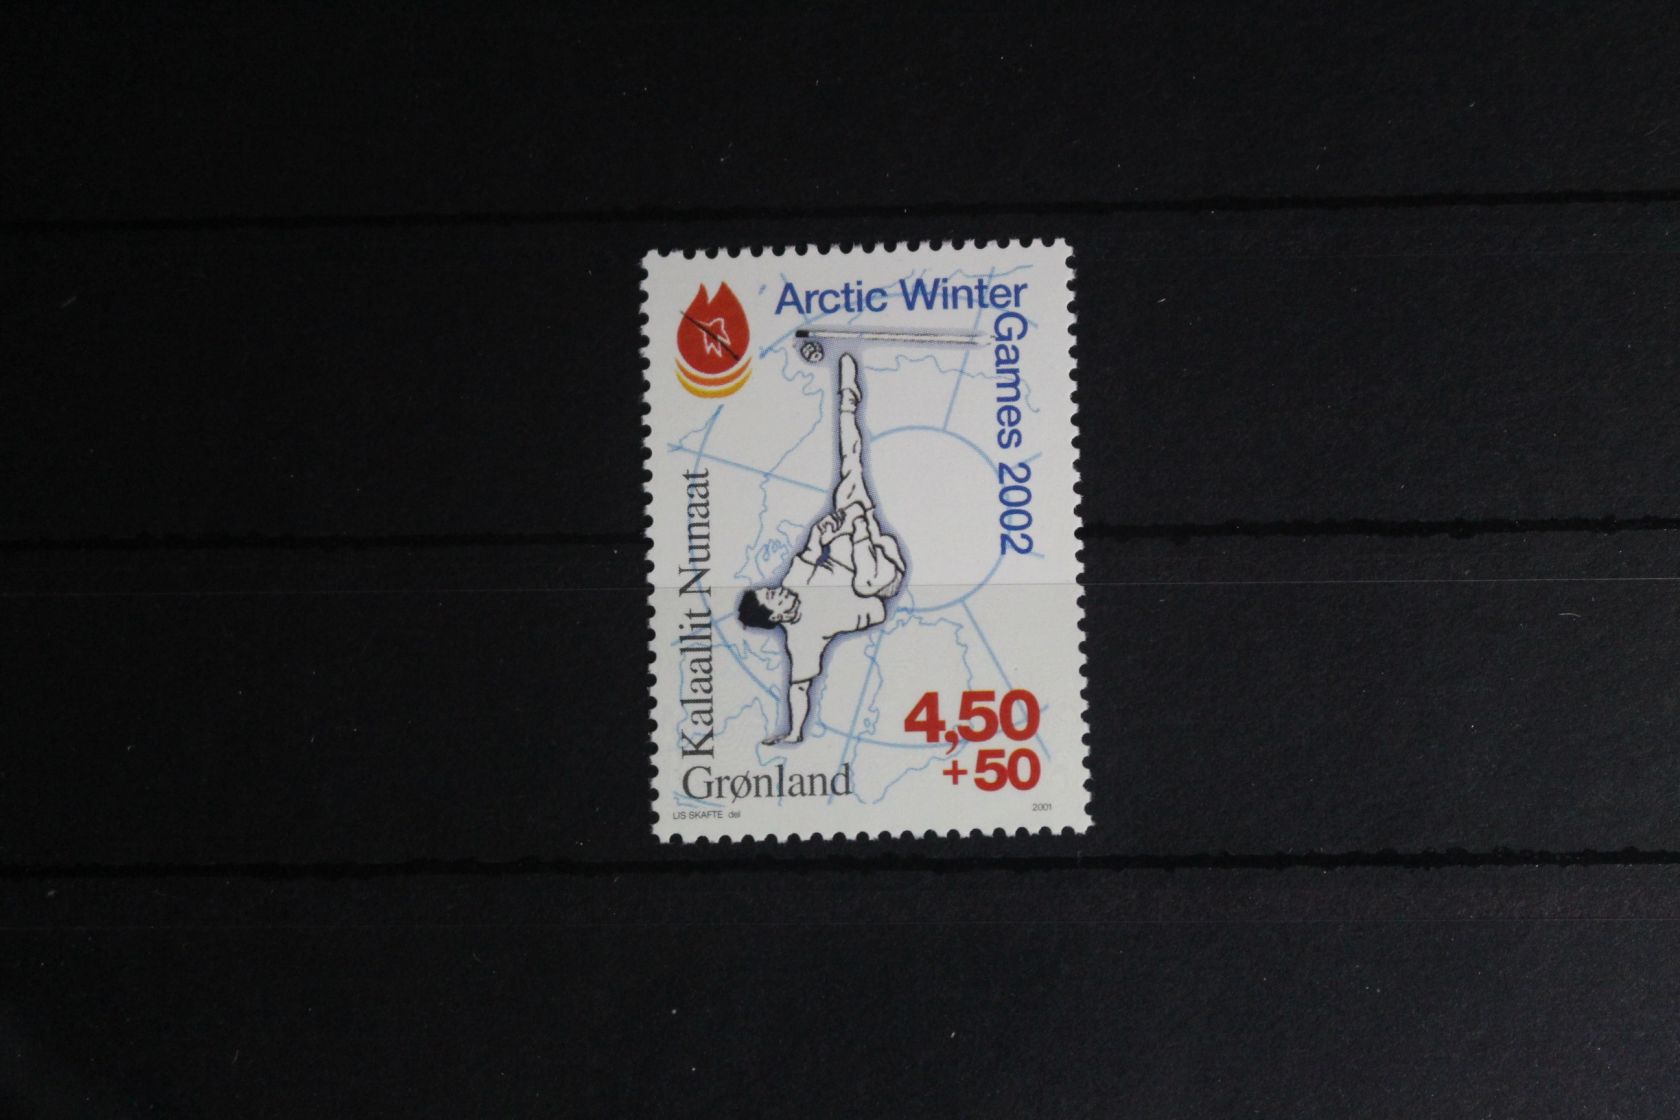 Arctic Winter
Games 2002
Kalaallit Nunaat
Grønland
4,50
+50
LIS SKAFTE del
2001